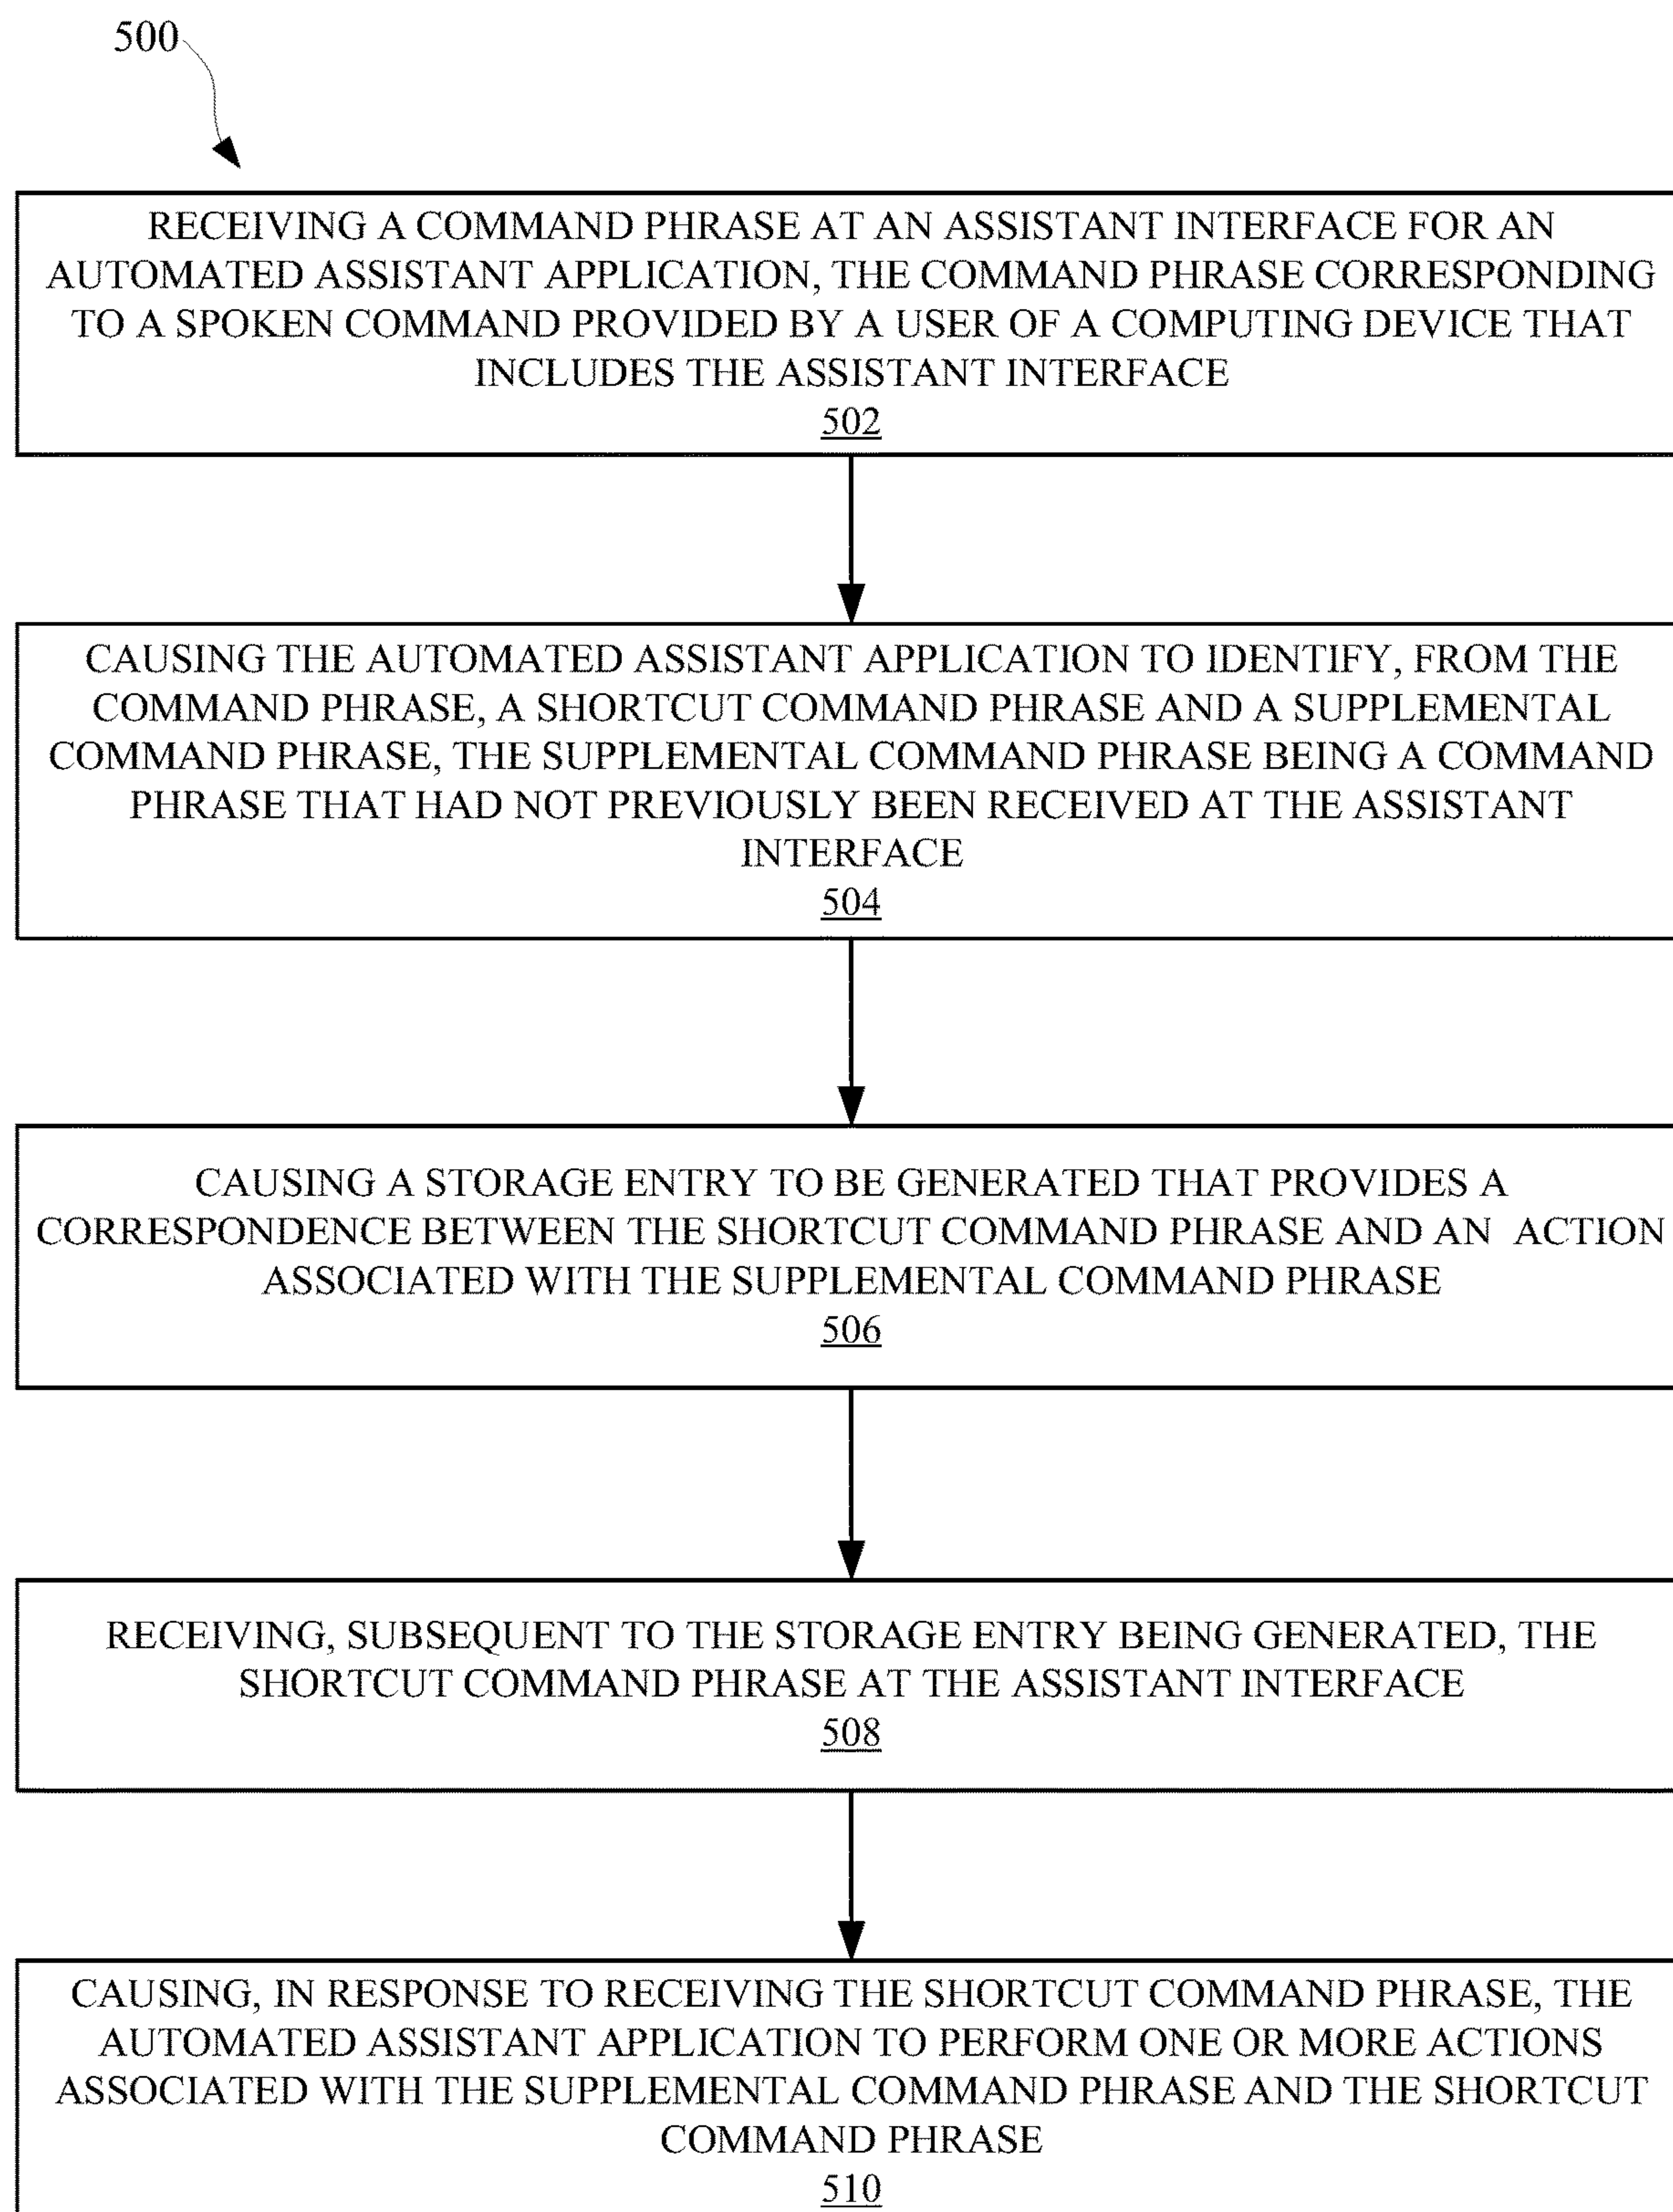 500
RECEIVING A COMMAND PHRASE AT AN ASSISTANT INTERFACE FOR AN
AUTOMATED ASSISTANT APPLICATION, THE COMMAND PHRASE CORRESPONDING
TO A SPOKEN COMMAND PROVIDED BY A USER OF A COMPUTING DEVICE THAT
INCLUDES THE ASSISTANT INTERFACE
502
CAUSING THE AUTOMATED ASSISTANT APPLICATION TO IDENTIFY, FROM THE
COMMAND PHRASE, A SHORTCUT COMMAND PHRASE AND A SUPPLEMENTAL
COMMAND PHRASE, THE SUPPLEMENTAL COMMAND PHRASE BEING A COMMAND
PHRASE THAT HAD NOT PREVIOUSLY BEEN RECEIVED AT THE ASSISTANT
INTERFACE
504
CAUSING A STORAGE ENTRY TO BE GENERATED THAT PROVIDES A
CORRESPONDENCE BETWEEN THE SHORTCUT COMMAND PHRASE AND AN ACTION
ASSOCIATED WITH THE SUPPLEMENTAL COMMAND PHRASE
506
RECEIVING, SUBSEQUENT TO THE STORAGE ENTRY BEING GENERATED, THE
SHORTCUT COMMAND PHRASE AT THE ASSISTANT INTERFACE
508
CAUSING, IN RESPONSE TO RECEIVING THE SHORTCUT COMMAND PHRASE, THE
AUTOMATED ASSISTANT APPLICATION TO PERFORM ONE OR MORE ACTIONS
ASSOCIATED WITH THE SUPPLEMENTAL COMMAND PHRASE AND THE SHORTCUT
COMMAND PHRASE
510